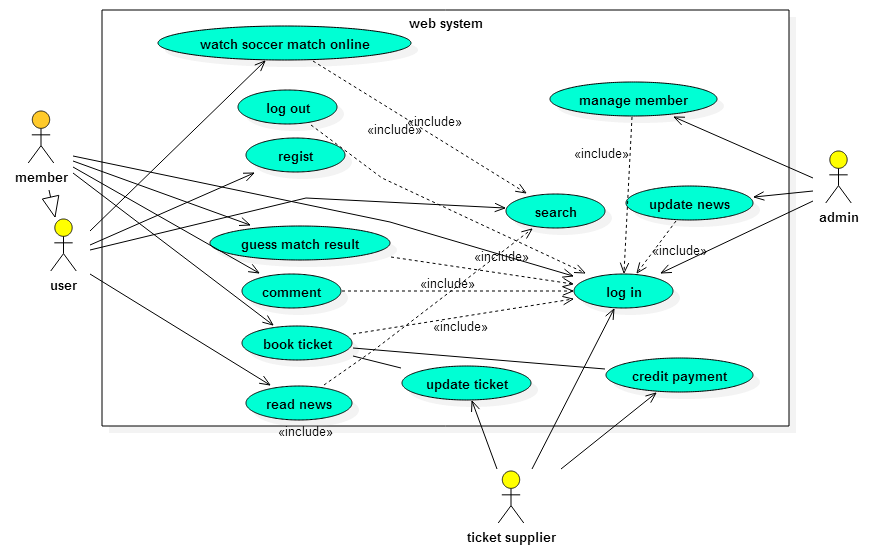 web system
watch soccer match online
log out
«include»
«include»
manage member
regist
«include»
member
search
update news
admin
user
guess match result
«include»
«include»
comment
«include»
log in
book ticket
«include»
update ticket
credit payment
read news
«include»
ticket supplier